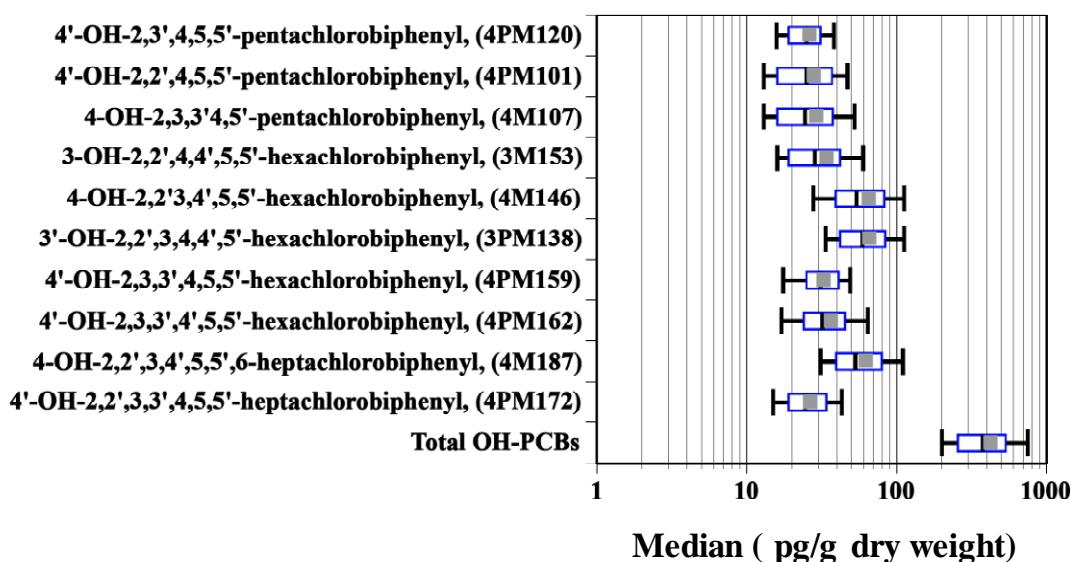 4'-OH-2,3',4,5,5'-pentachlorobiphenyl, (4PM120)
4'-OH-2,2',4,5,5'-pentachlorobiphenyl, (4PM101)
4-OH-2,3,3'4,5'-pentachlorobiphenyl, (4M107)
3-OH-2,2',4,4',5,5'-hexachlorobiphenyl, (3M153)
4-OH-2,2'3,4',5,5'-hexachlorobiphenyl, (4M146)
3'-OH-2,2',3,4,4',5'-hexachlorobiphenyl, (3PM138)
4'-OH-2,3,3',4,5,5'-hexachlorobiphenyl, (4PM159)
4'-OH-2,3,3',4',5,5'-hexachlorobiphenyl, (4PM162)
4-OH-2,2',3,4',5,5',6-heptachlorobiphenyl, (4M187)
4'-OH-2,2',3,3',4,5,5'-heptachlorobiphenyl, (4PM172)
Total OH-PCBs
1 10 100 1000
Median ( pg/g dry weight)